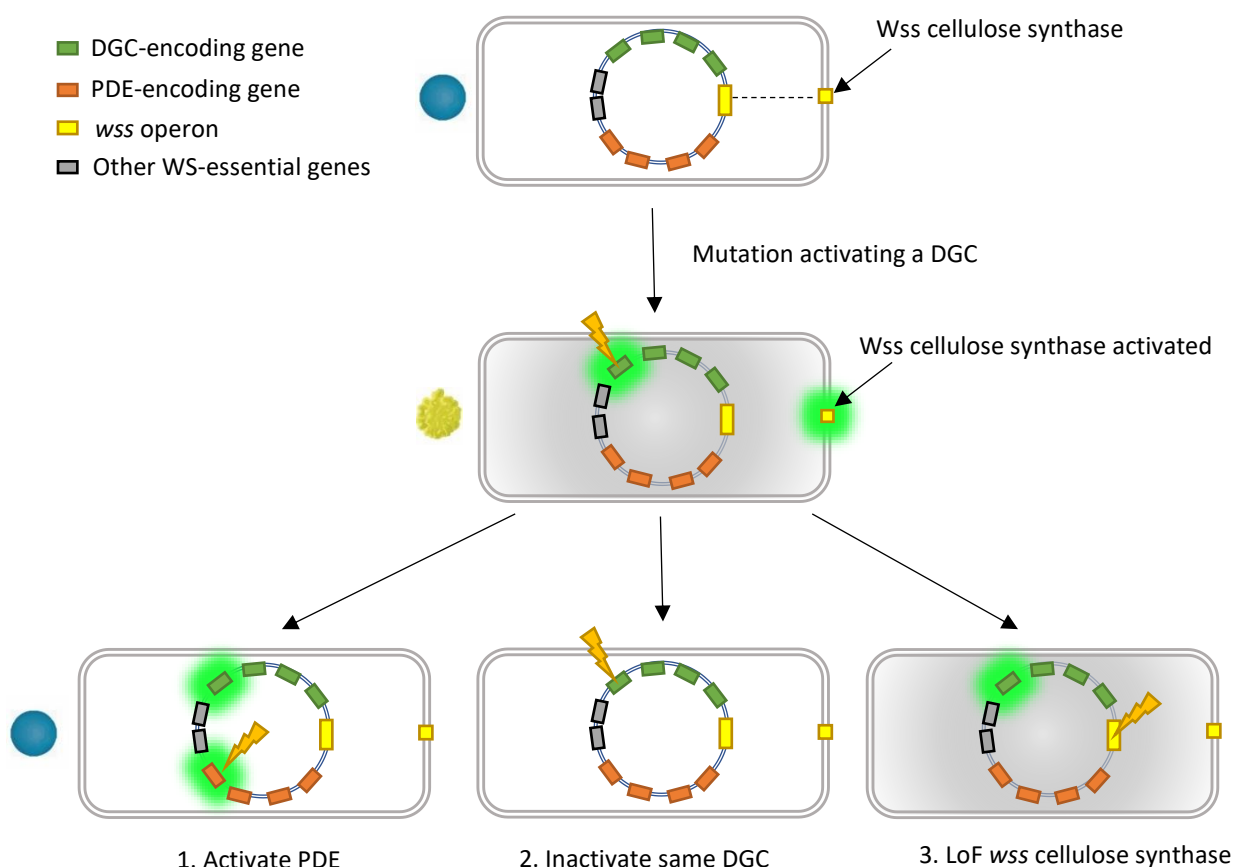 Wss cellulose synthase
DGC-encoding gene
PDE-encoding gene
wss operon
Other WS-essential genes
Mutation activating a DGC
Wss cellulose synthase activated
1. Activate PDE
2. Inactivate same DGC
3. LoF wss cellulose synthase